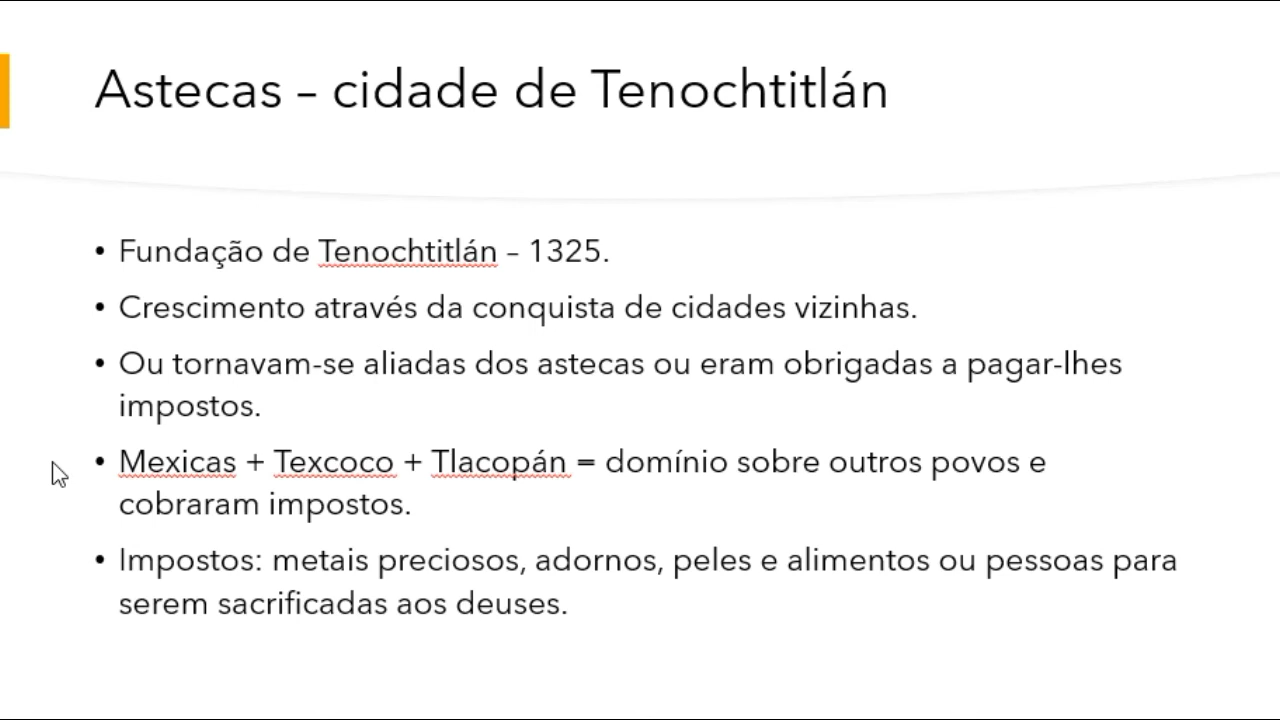 Astecas – cidade de Tenochtitlán
• Fundação de Tenochtitlán – 1325.
• Crescimento através da conquista de cidades vizinhas.
• Ou tornavam-se aliadas dos astecas ou eram obrigadas a pagar-lhes
impostos.
• Mexicas + Texcoco + Tlacopán = domínio sobre outros povos e
cobraram impostos.
• Impostos: metais preciosos, adornos, peles e alimentos ou pessoas para
serem sacrificadas aos deuses.